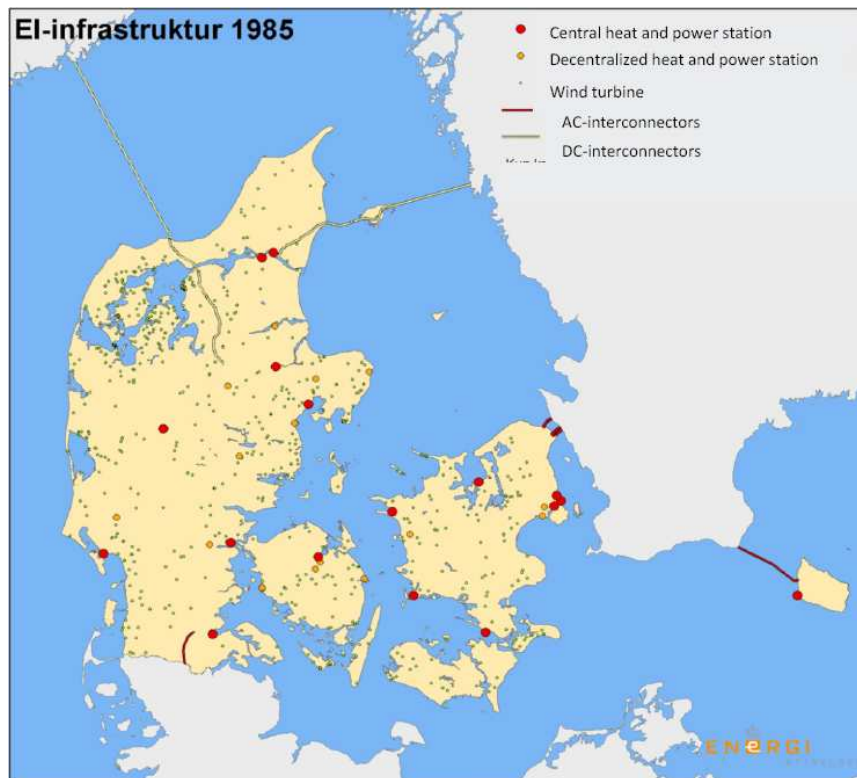 El-infrastruktur 1985
Central heat and power station
Decentralized heat and power station
Wind turbine
AC-interconnectors
DC-interconnectors
ENERGI